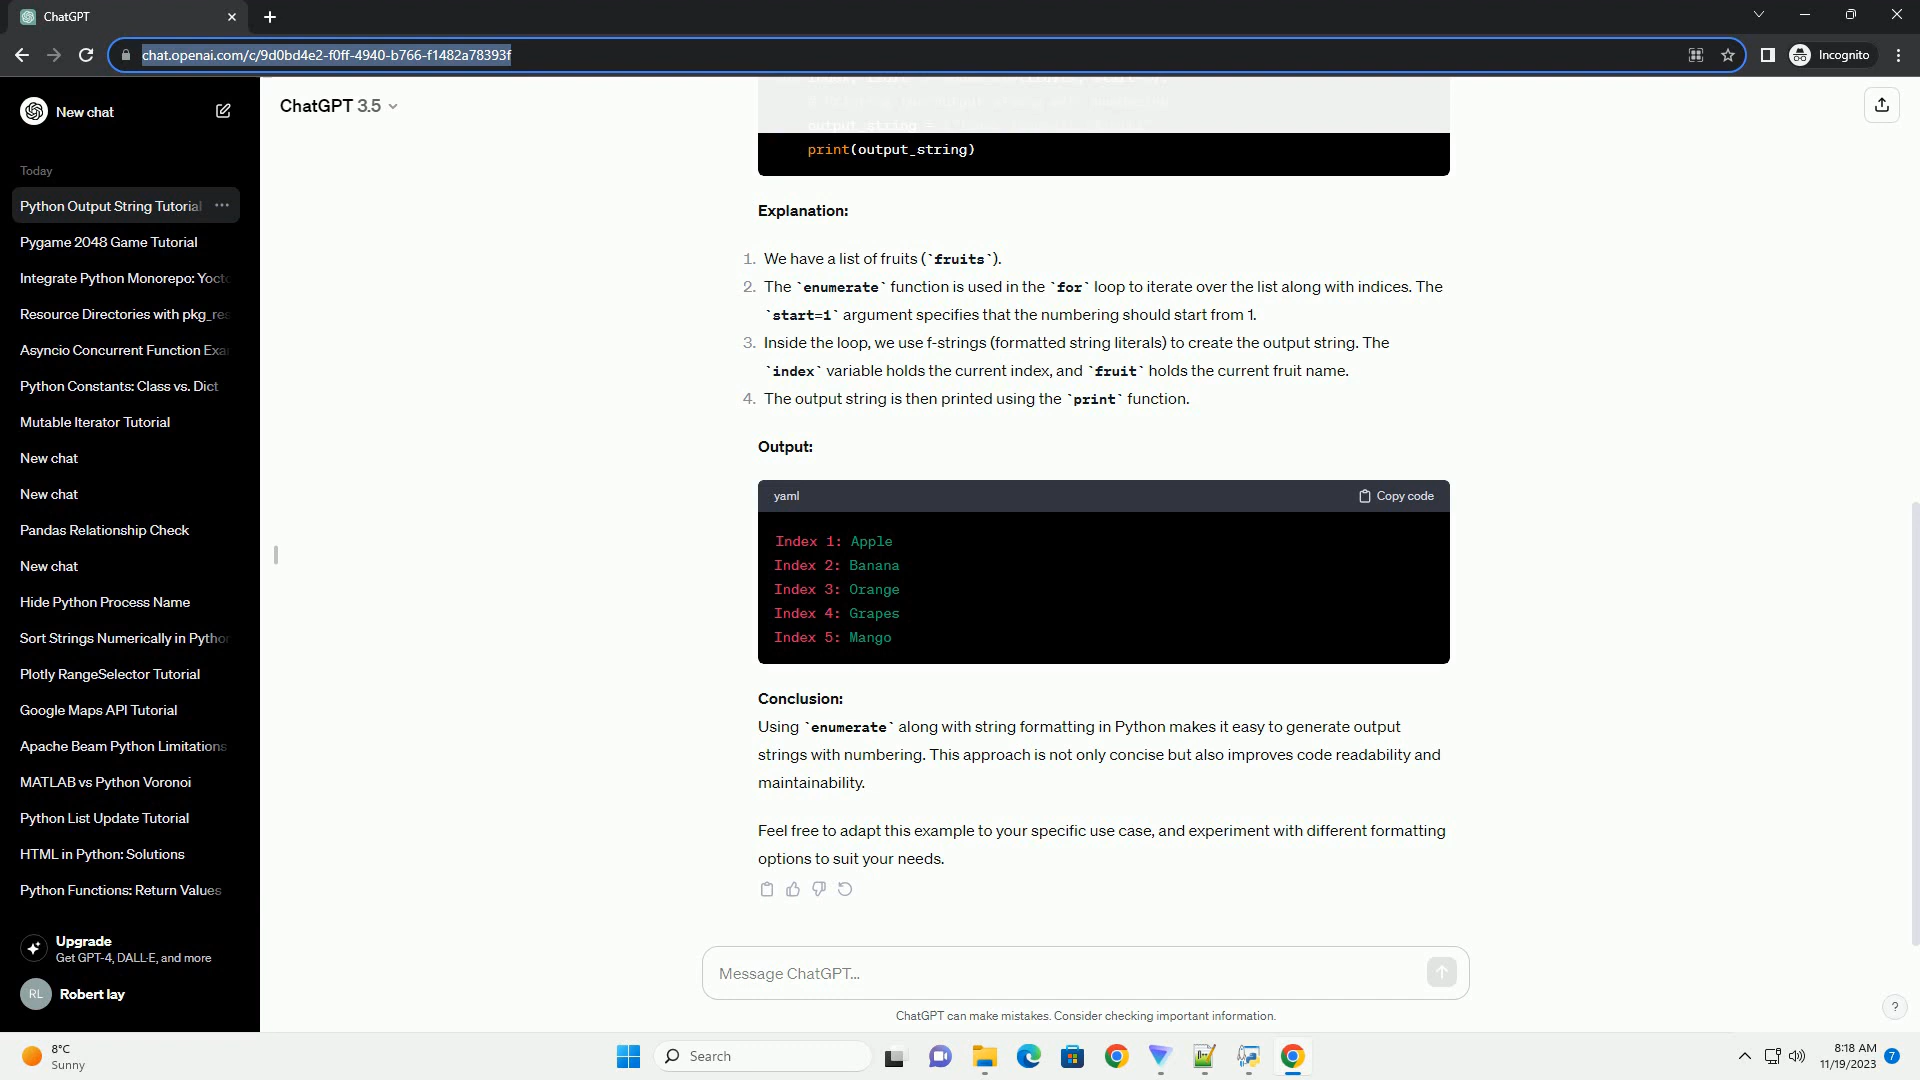 ChatGPT
chat.openai.com/c/9d0bd4e2-f0ff-4940-b766-f1482a78393f
Incognito
New chat
Today
Python Output String Tutorial
Pygame 2048 Game Tutorial
Integrate Python Monorepo: Yocto
Resource Directories with pkg_res
Asyncio Concurrent Function Exa
Python Constants: Class vs. Dict
Mutable Iterator Tutorial
New chat
New chat
Pandas Relationship Check
New chat
Hide Python Process Name
Sort Strings Numerically in Python
Plotly RangeSelector Tutorial
Google Maps API Tutorial
Apache Beam Python Limitations
MATLAB vs Python Voronoi
Python List Update Tutorial
HTML in Python: Solutions
Python Functions: Return Values
Upgrade
Get GPT-4, DALL·E, and more
RL
Robert lay
ChatGPT 3.5
output_string =
print(output_string)
Explanation:
1. We have a list of fruits (`fruits`).
2. The `enumerate` function is used in the `for` loop to iterate over the list along with indices. The
`start=1` argument specifies that the numbering should start from 1.
3. Inside the loop, we use f-strings (formatted string literals) to create the output string. The
`index` variable holds the current index, and `fruit` holds the current fruit name.
4. The output string is then printed using the `print` function.
Output:
yaml
Copy code
Index 1: Apple
Index 2: Banana
Index 3: Orange
Index 4: Grapes
Index 5: Mango
Conclusion:
Using `enumerate` along with string formatting in Python makes it easy to generate output
strings with numbering. This approach is not only concise but also improves code readability and
maintainability.
Feel free to adapt this example to your specific use case, and experiment with different formatting
options to suit your needs.
Message ChatGPT...
ChatGPT can make mistakes. Consider checking important information.
?
8°C
Sunny
Search
8:18 AM
11/19/2023
7